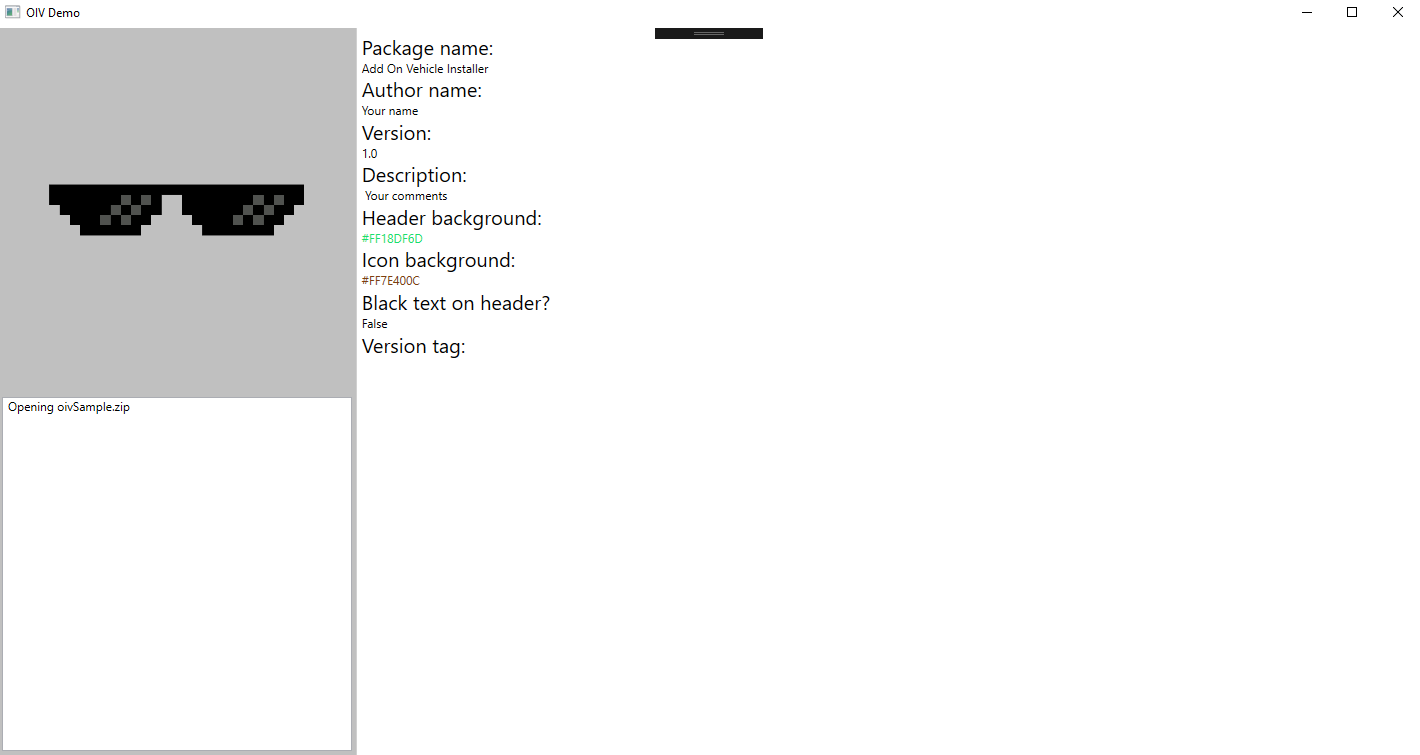 OIV Demo
Package name:
Add On Vehicle Installer
Author name:
Your name
Version:
1.0
Description:
Your comments
Header background:
#FF18DF6D
Icon background:
#FF7E400C
Black text on header?
False
Version tag:
Opening oivSample.zip